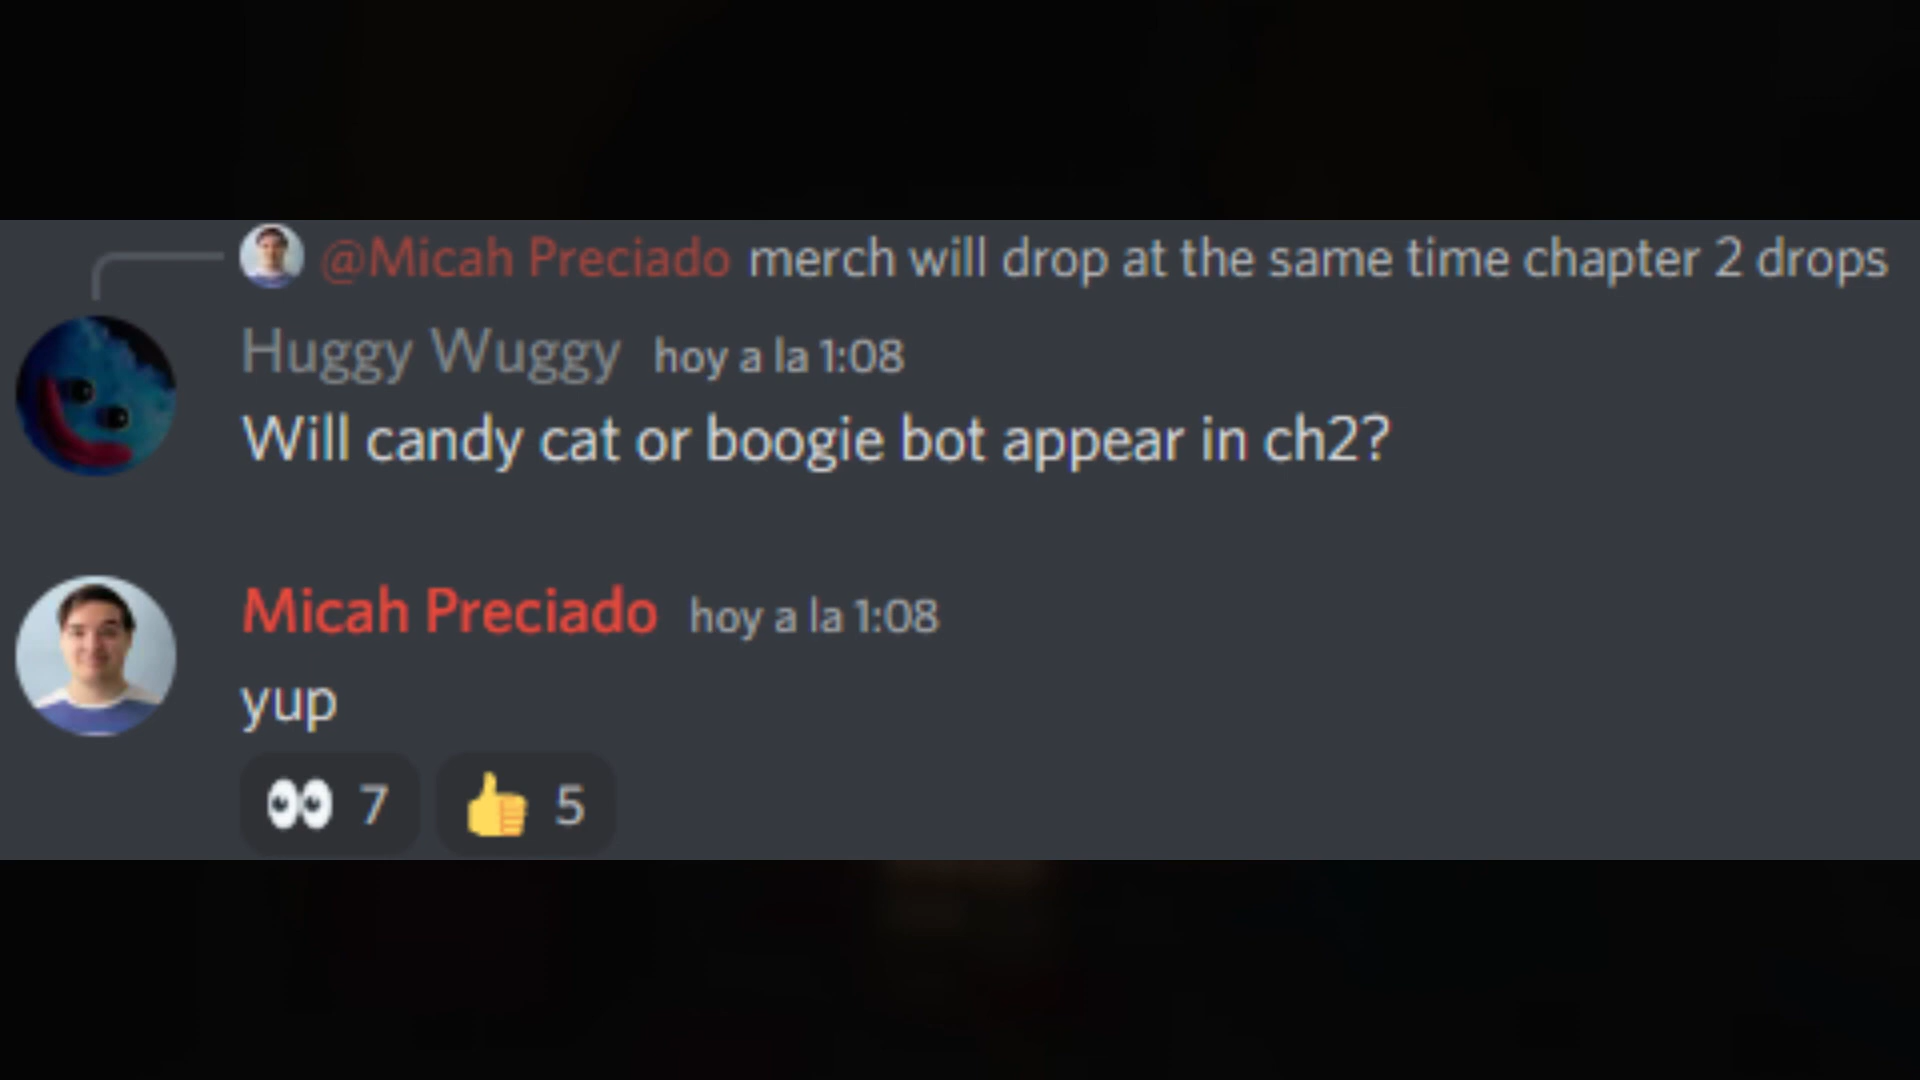 @Micah Preciado merch will drop at the same time chapter 2 drops
Huggy Wuggy hoy a la 1:08
Will candy cat or boogie bot appear in ch2?
Micah Preciado hoy a la 1:08
yup
👀 7 👍 5